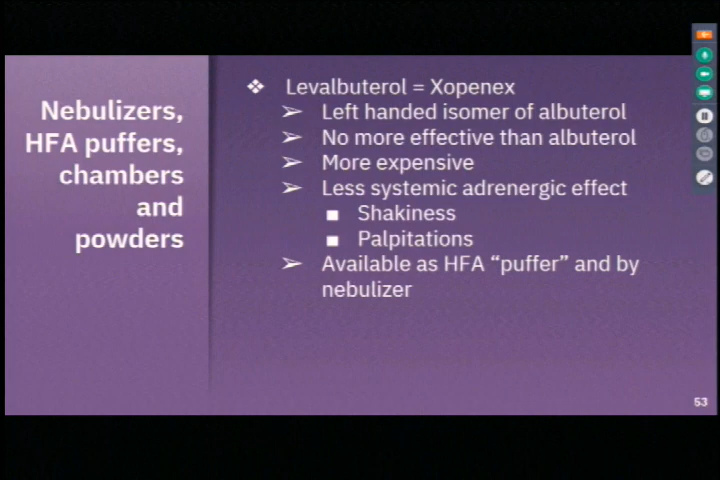 Nebulizers,
HFA puffers,
chambers
and
powders
❖ Levalbuterol = Xopenex
➢ Left handed isomer of albuterol
➢ No more effective than albuterol
➢ More expensive
➢ Less systemic adrenergic effect
■ Shakiness
■ Palpitations
➢ Available as HFA “puffer” and by
nebulizer
53